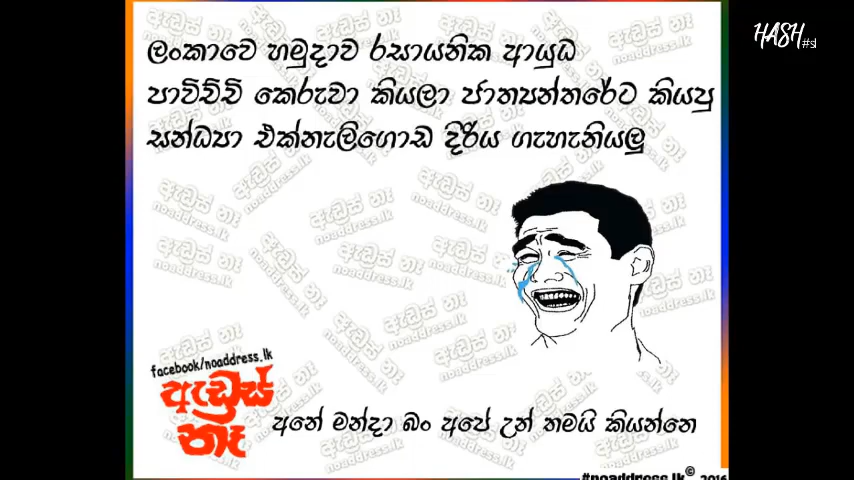 HASH#sl
ලංකාවෙ හමුදාව රසායනික ආයුධ
පාවිච්චි කෙරුවා කියලා ජාත්‍යන්තරේට කියපු
සන්ධ්‍යා එක්නැලිගොඩ දිරිය ගැහැනියලු
facebook/noaddress.lk
ඇඩ්‍රස් නෑ
අනේ මන්දා බං අපේ උන් තමයි කියන්නෙ
#noaddress.lk© 2016